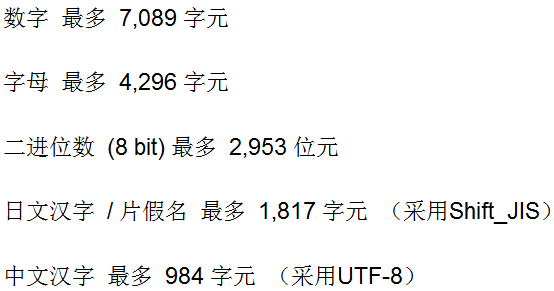 数字 最多 7,089 字元
字母 最多 4,296 字元
二进位数 (8 bit) 最多 2,953 位元
日文汉字 / 片假名 最多 1,817 字元 （采用Shift_JIS）
中文汉字 最多 984 字元 （采用UTF-8）